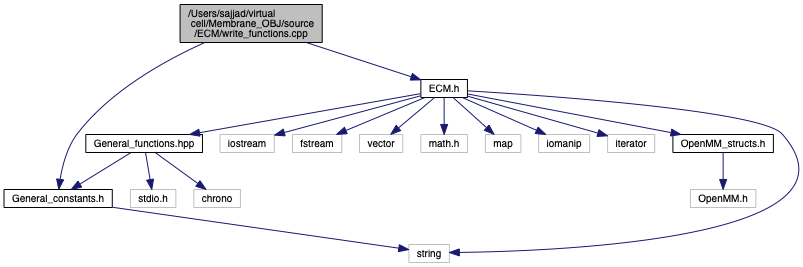 /Users/sajjad/virtual
cell/Membrane_OBJ/source
/ECM/write_functions.cpp
ECM.h
General_functions.hpp
iostream
fstream
vector
math.h
map
iomanip
iterator
OpenMM_structs.h
General_constants.h
stdio.h
chrono
OpenMM.h
string